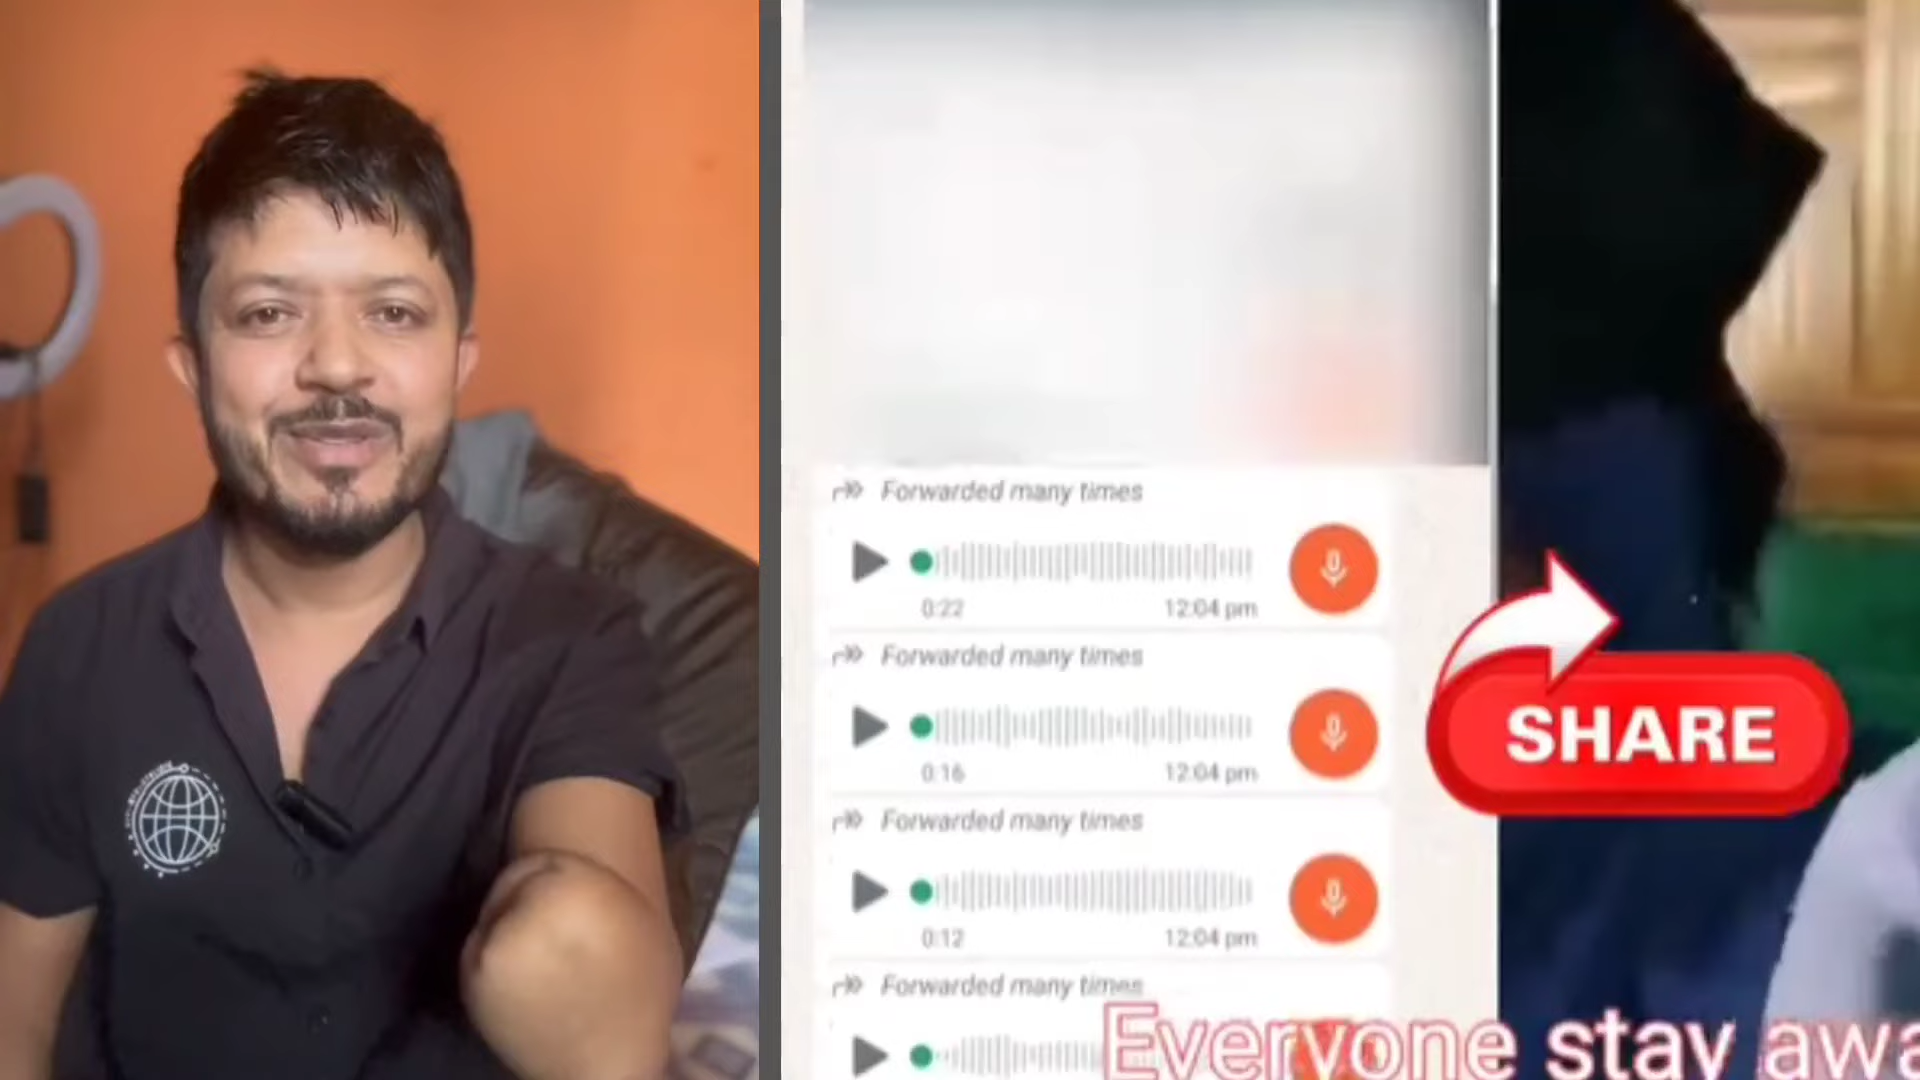 Forwarded many times
0:22 12:04 pm
Forwarded many times
0:16 12:04 pm
SHARE
Forwarded many times
0:12 12:04 pm
Forwarded many times
Everyone stay awa